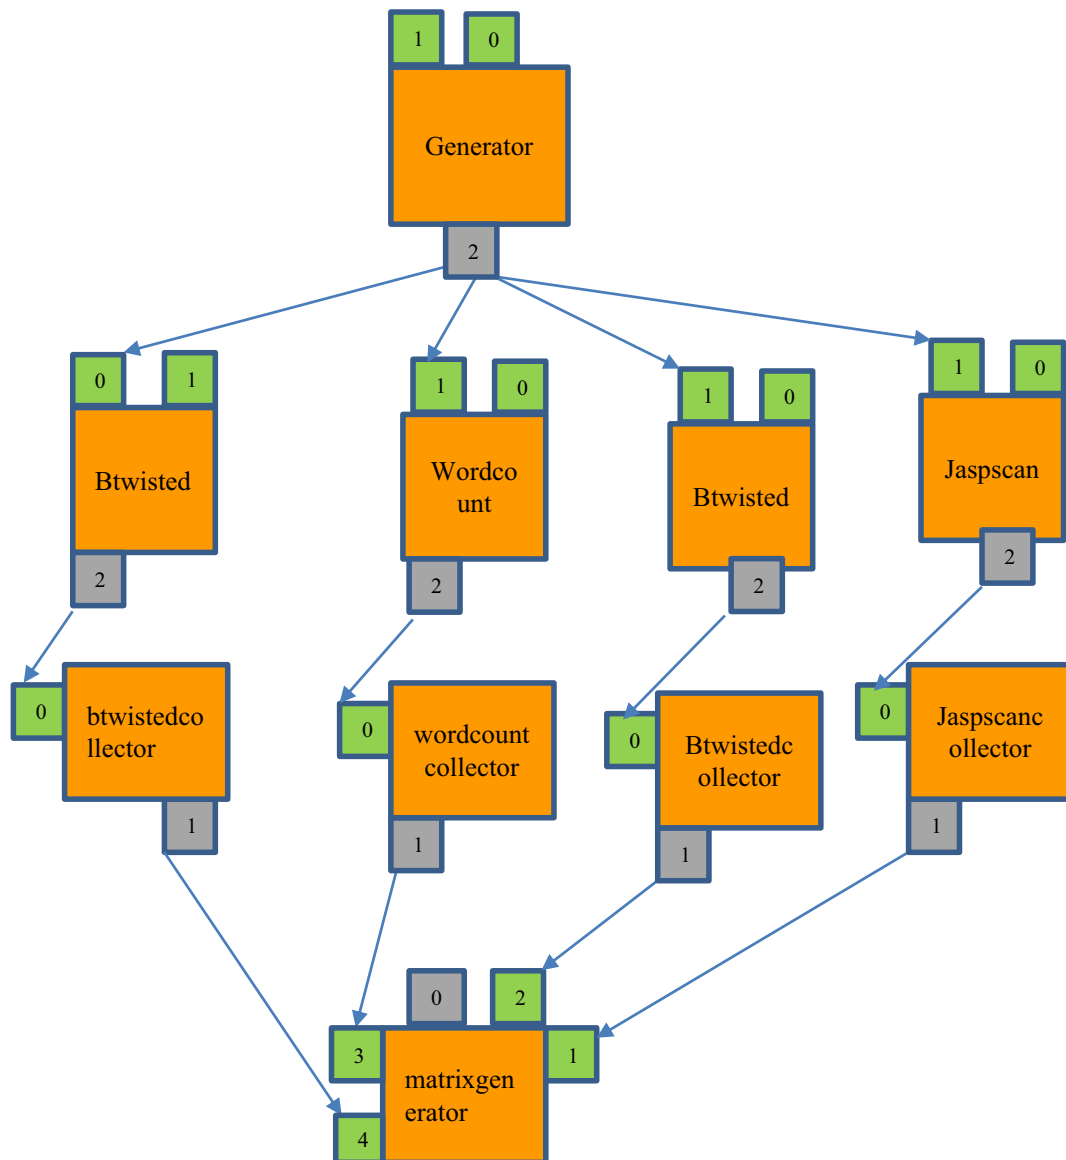 1 0
Generator
2
0 1 1 0 1 0 1 0
Btwisted
Wordco
unt
Btwisted
Jaspscan
2 2 2 2
0
btwistedco
llector
1
0
wordcount
collector
1
0
Btwistedc
ollector
1
0
Jaspscanc
ollector
1
0 2
3 1
matrixgen
erator
4